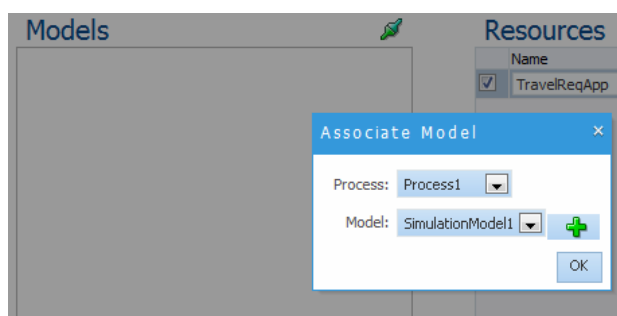 Models
Resources
Name
TravelReqApp
Associate Model
Process: Process1
Model: SimulationModel1
OK